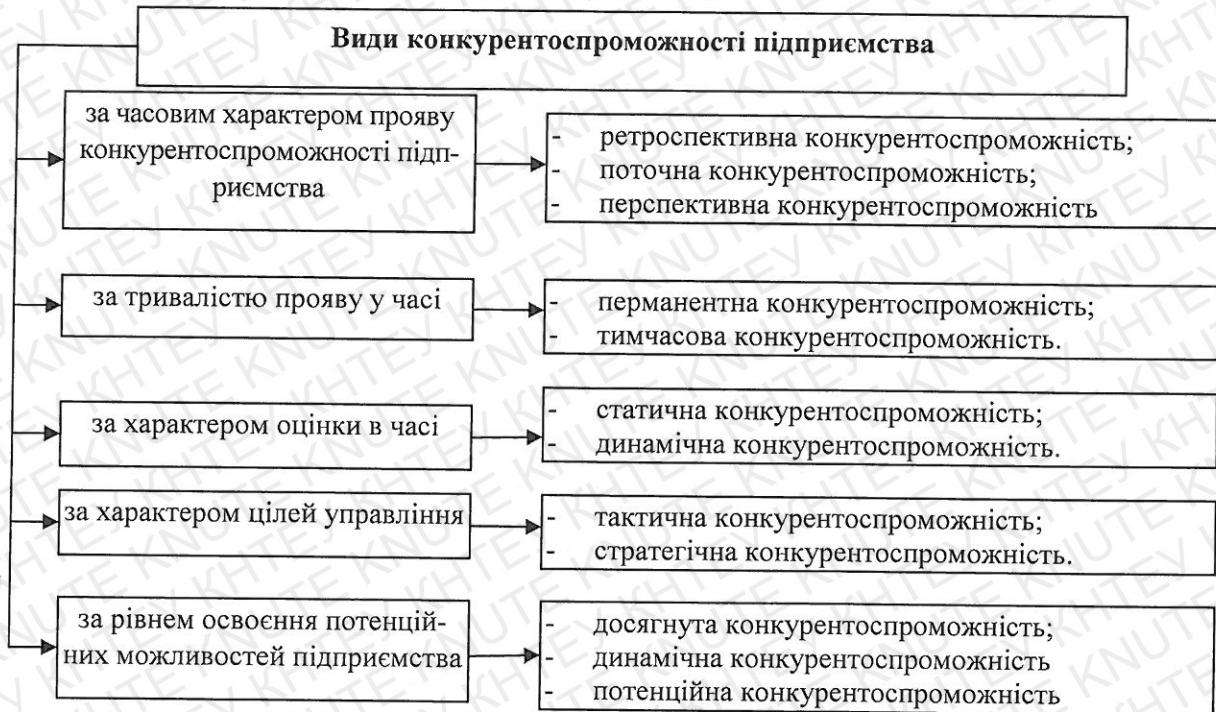 Види конкурентоспроможності підприємства
за часовим характером прояву
конкурентоспроможності підп-
риємства
- ретроспективна конкурентоспроможність;
- поточна конкурентоспроможність;
- перспективна конкурентоспроможність
за тривалістю прояву у часі
- перманентна конкурентоспроможність;
- тимчасова конкурентоспроможність.
за характером оцінки в часі
- статична конкурентоспроможність;
- динамічна конкурентоспроможність.
за характером цілей управління
- тактична конкурентоспроможність;
- стратегічна конкурентоспроможність.
за рівнем освоєння потенцій-
них можливостей підприємства
- досягнута конкурентоспроможність;
- динамічна конкурентоспроможність
- потенційна конкурентоспроможність